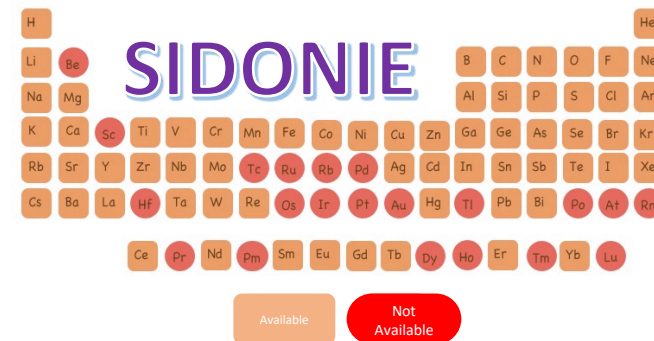 H He
Li Be B C N O F Ne
SIDONIE
Na Mg Al Si P S Cl Ar
K Ca Sc Ti V Cr Mn Fe Co Ni Cu Zn Ga Ge As Se Br Kr
Rb Sr Y Zr Nb Mo Tc Ru Rb Pd Ag Cd In Sn Sb Te I Xe
Cs Ba La Hf Ta W Re Os Ir Pt Au Hg Tl Pb Bi Po At Rn
Ce Pr Nd Pm Sm Eu Gd Tb Dy Ho Er Tm Yb Lu
Available
Not
Available